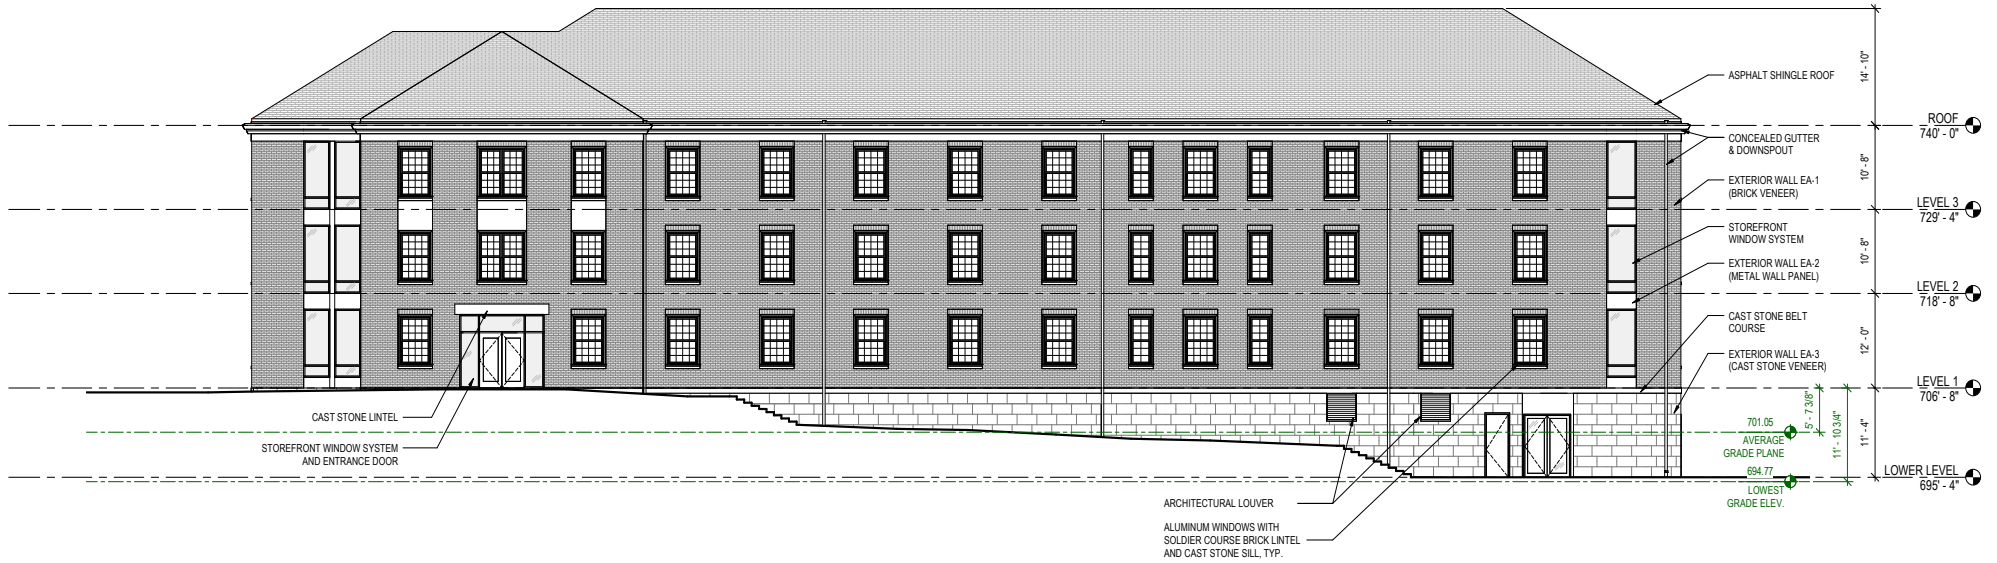 14' - 10"
ASPHALT SHINGLE ROOF
ROOF
740' - 0"
CONCEALED GUTTER
& DOWNSPOUT
10' - 8"
EXTERIOR WALL EA-1
(BRICK VENEER)
LEVEL 3
729' - 4"
STOREFRONT
WINDOW SYSTEM
10' - 8"
EXTERIOR WALL EA-2
(METAL WALL PANEL)
LEVEL 2
718' - 8"
CAST STONE BELT
COURSE
12' - 0"
EXTERIOR WALL EA-3
(CAST STONE VENEER)
LEVEL 1
706' - 8"
CAST STONE LINTEL
STOREFRONT WINDOW SYSTEM
AND ENTRANCE DOOR
5' - 7 3/8"
11' - 10 3/4"
11' - 4"
701.05
AVERAGE
GRADE PLANE
694.77
LOWEST
GRADE ELEV.
LOWER LEVEL
695' - 4"
ARCHITECTURAL LOUVER
ALUMINUM WINDOWS WITH
SOLDIER COURSE BRICK LINTEL
AND CAST STONE SILL, TYP.